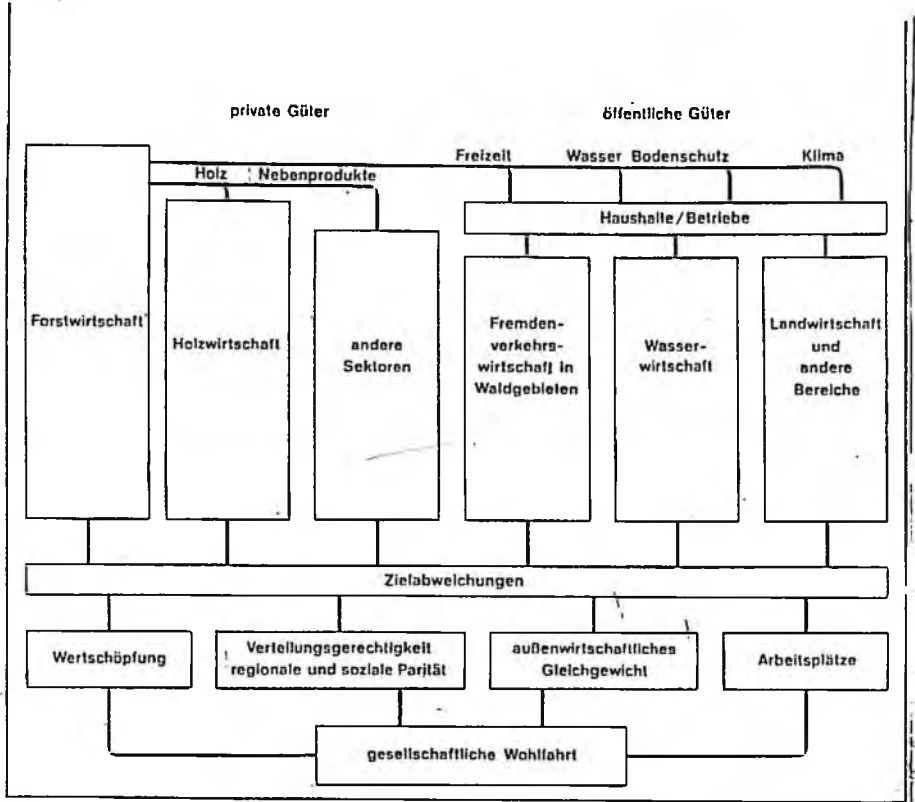 private Güter
öffentliche Güter
Freizeit Wasser Bodenschutz Klima
Holz Nebenprodukte
Haushalte/Betriebe
Forstwirtschaft
Holzwirtschaft
andere
Sektoren
Fremden-
verkehrs-
wirtschaft in
Waldgebieten
Wasser-
wirtschaft
Landwirtschaft
und
andere
Bereiche
Zielabweichungen
Wertschöpfung
Verteilungsgerechtigkeit
regionale und soziale Parität
außenwirtschaftliches
Gleichgewicht
Arbeitsplätze
gesellschaftliche Wohlfahrt